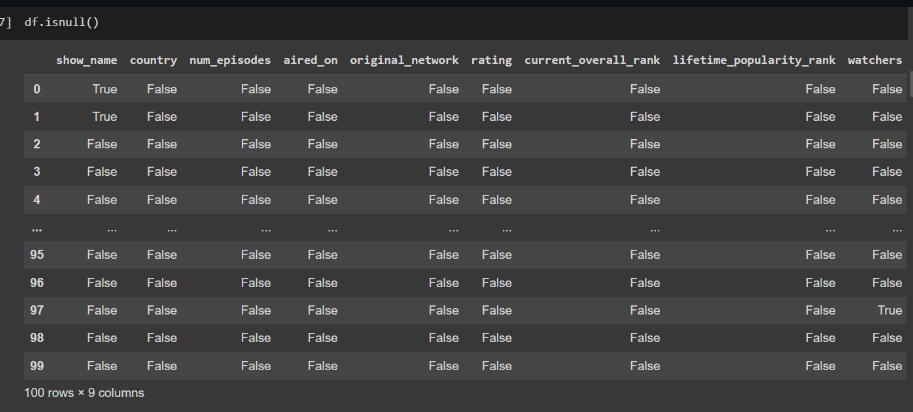 7] df.isnull()
show_name country num_episodes aired_on original_network rating current_overall_rank lifetime_popularity_rank watchers
0 True False False False False False False False False
1 True False False False False False False False False
2 False False False False False False False False False
3 False False False False False False False False False
4 False False False False False False False False False
... ... ... ... ... ... ... ... ... ...
95 False False False False False False False False False
96 False False False False False False False False False
97 False False False False False False False False True
98 False False False False False False False False False
99 False False False False False False False False False
100 rows × 9 columns